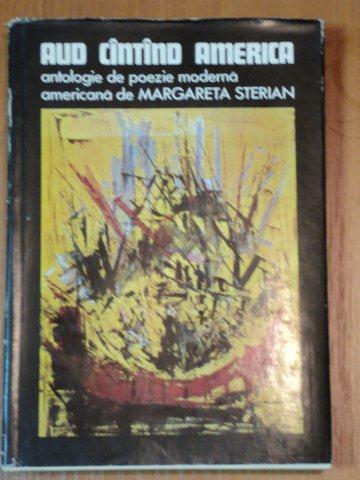 AUD CÎNTÎND AMERICA
antologie de poezie modernă
americană de MARGARETA STERIAN